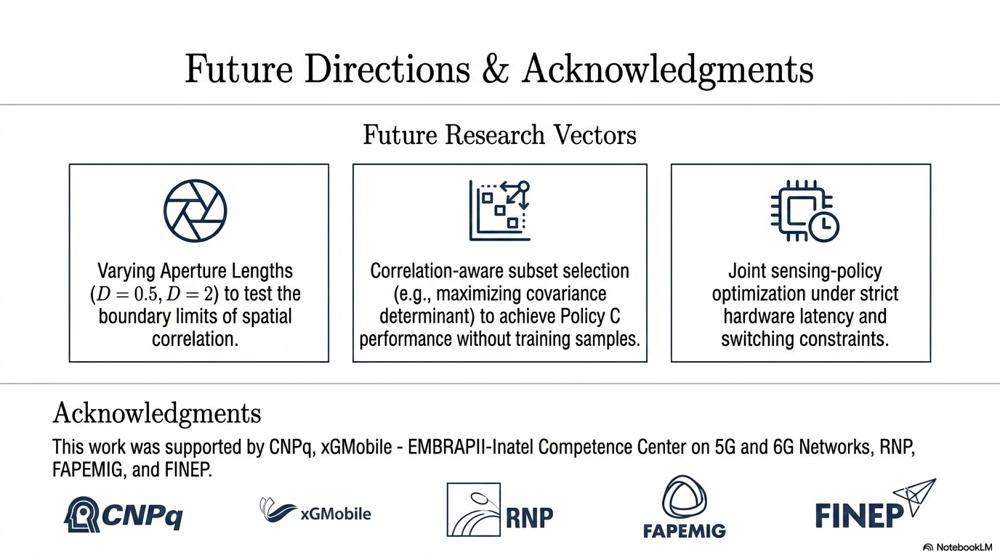 Future Directions & Acknowledgments
Future Research Vectors
Varying Aperture Lengths
(D = 0.5, D = 2) to test the
boundary limits of spatial
correlation.
Correlation-aware subset selection
(e.g., maximizing covariance
determinant) to achieve Policy C
performance without training samples.
Joint sensing-policy
optimization under strict
hardware latency and
switching constraints.
Acknowledgments
This work was supported by CNPq, xGMobile - EMBRAPII-Inatel Competence Center on 5G and 6G Networks, RNP,
FAPEMIG, and FINEP.
CNPq
xGMobile
RNP
FAPEMIG
FINEP
NotebookLM